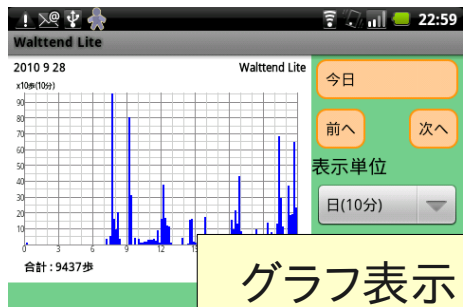 22:59
Walttend Lite
2010 9 28
Walttend Lite
x10歩(10分)
90
80
70
60
50
40
30
20
10
0 3 6 9 12 15
合計 : 9437歩
今日
前へ
次へ
表示単位
日(10分)
グラフ表示